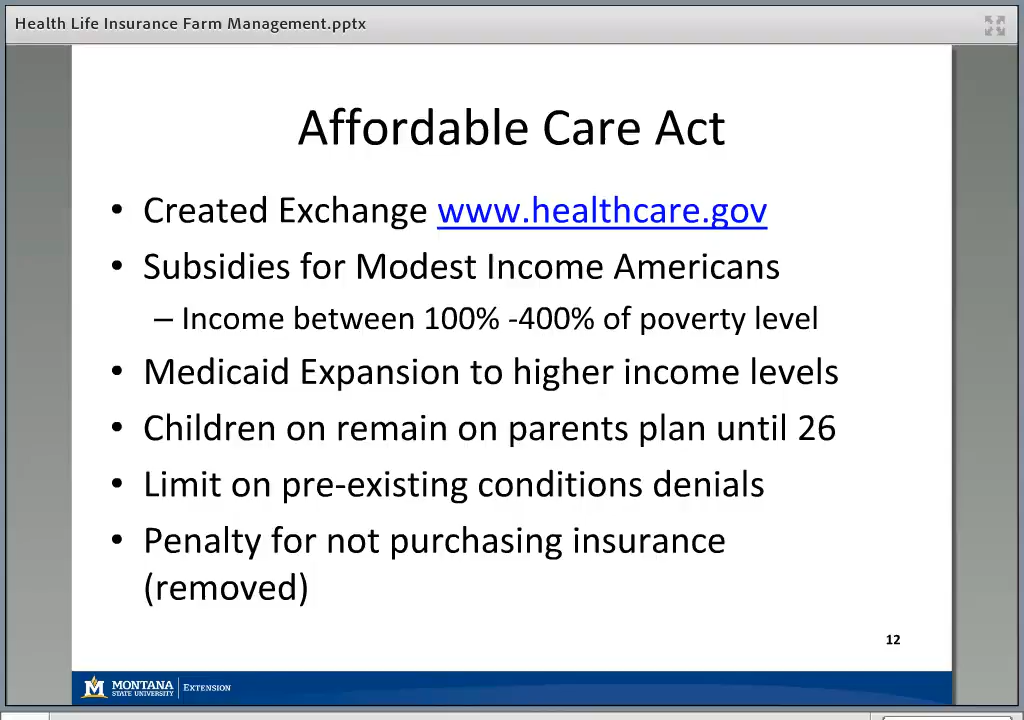 Health Life Insurance Farm Management.pptx
Affordable Care Act
• Created Exchange www.healthcare.gov
• Subsidies for Modest Income Americans
– Income between 100% -400% of poverty level
• Medicaid Expansion to higher income levels
• Children on remain on parents plan until 26
• Limit on pre-existing conditions denials
• Penalty for not purchasing insurance
(removed)
12
MONTANA
STATE UNIVERSITY
EXTENSION